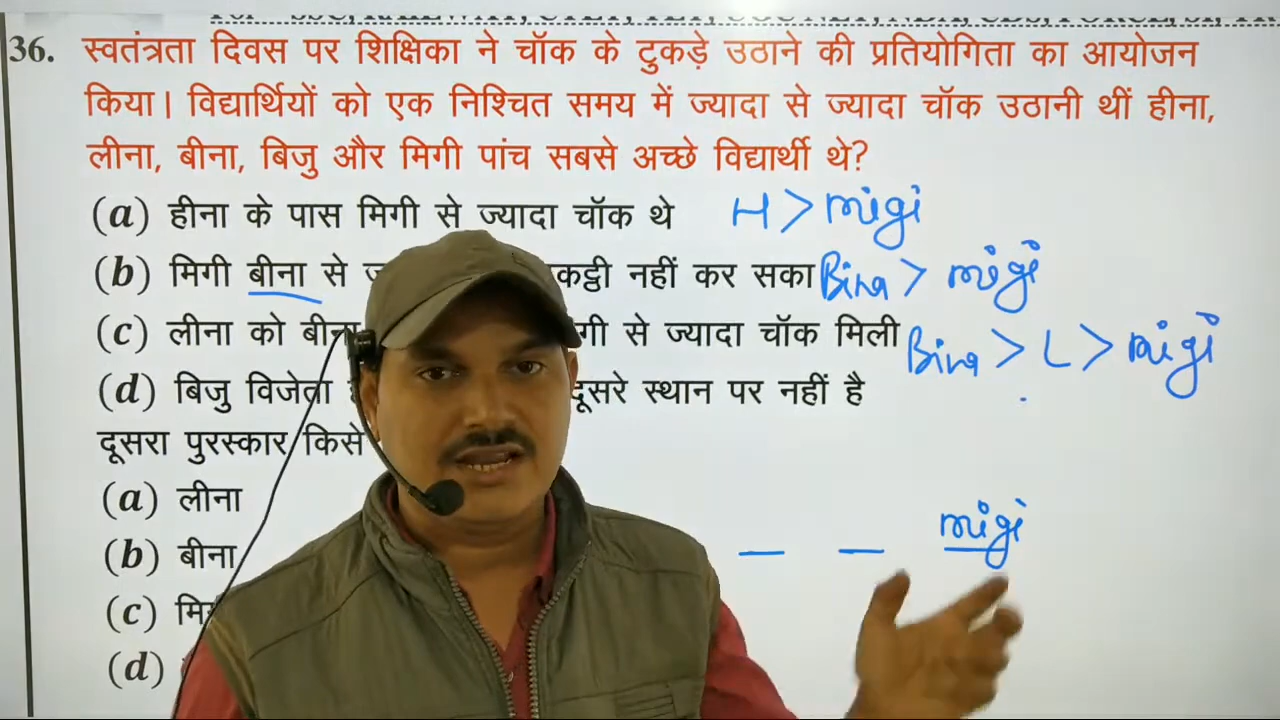 36. स्वतंत्रता दिवस पर शिक्षिका ने चॉक के टुकड़े उठाने की प्रतियोगिता का आयोजन
किया। विद्यार्थियों को एक निश्चित समय में ज्यादा से ज्यादा चॉक उठानी थीं हीना,
लीना, बीना, बिजु और मिगी पांच सबसे अच्छे विद्यार्थी थे?
(a) हीना के पास मिगी से ज्यादा चॉक थे H > migi
(b) मिगी बीना से कट्ठी नहीं कर सका Bina > migi
(c) लीना को बीना से ज्यादा चॉक मिली Bina > L > migi
(d) बिजु विजेता दूसरे स्थान पर नहीं है
दूसरा पुरस्कार किसे
(a) लीना
migi
(b) बीना
(c)
(d)